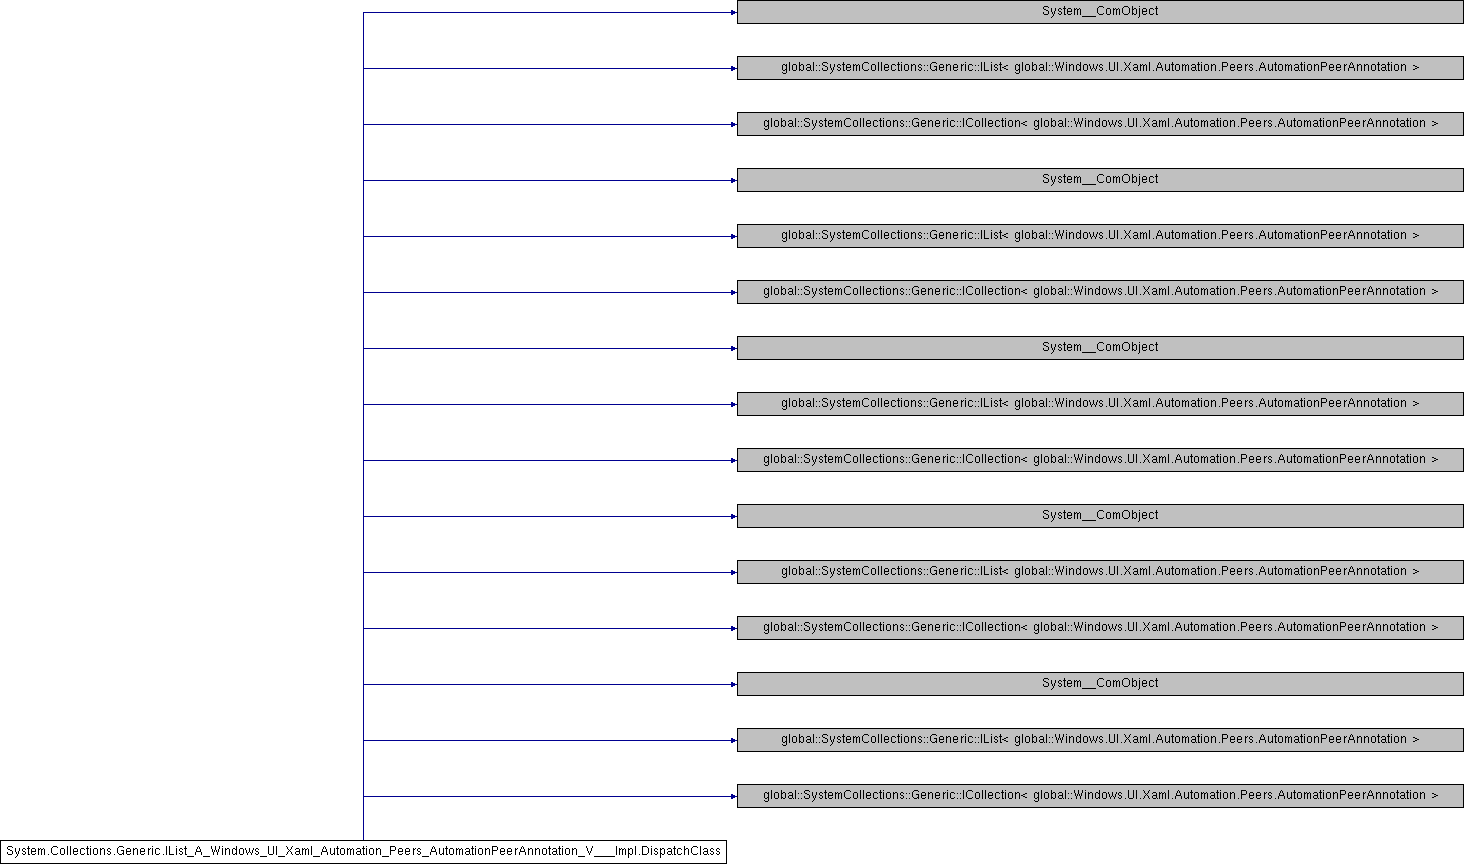 System__ComObject
global::SystemCollections::Generic::IList< global::Windows.UI.Xaml.Automation.Peers.AutomationPeerAnnotation >
global::SystemCollections::Generic::ICollection< global::Windows.UI.Xaml.Automation.Peers.AutomationPeerAnnotation >
System__ComObject
global::SystemCollections::Generic::IList< global::Windows.UI.Xaml.Automation.Peers.AutomationPeerAnnotation >
global::SystemCollections::Generic::ICollection< global::Windows.UI.Xaml.Automation.Peers.AutomationPeerAnnotation >
System__ComObject
global::SystemCollections::Generic::IList< global::Windows.UI.Xaml.Automation.Peers.AutomationPeerAnnotation >
global::SystemCollections::Generic::ICollection< global::Windows.UI.Xaml.Automation.Peers.AutomationPeerAnnotation >
System__ComObject
global::SystemCollections::Generic::IList< global::Windows.UI.Xaml.Automation.Peers.AutomationPeerAnnotation >
global::SystemCollections::Generic::ICollection< global::Windows.UI.Xaml.Automation.Peers.AutomationPeerAnnotation >
System__ComObject
global::SystemCollections::Generic::IList< global::Windows.UI.Xaml.Automation.Peers.AutomationPeerAnnotation >
global::SystemCollections::Generic::ICollection< global::Windows.UI.Xaml.Automation.Peers.AutomationPeerAnnotation >
System.Collections.Generic.IList_A_Windows_UI_Xaml_Automation_Peers_AutomationPeerAnnotation_V___Impl.DispatchClass